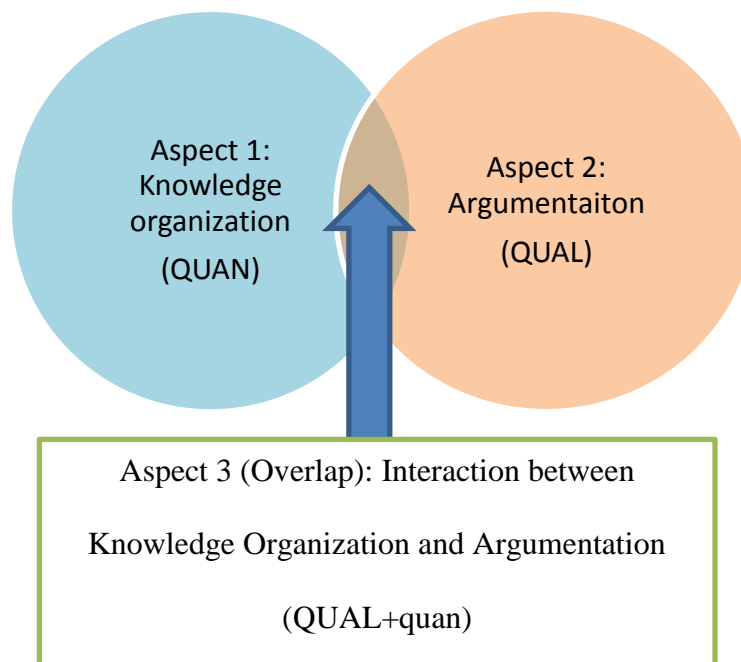 Aspect 1:
Knowledge
organization
(QUAN)
Aspect 2:
Argumentaiton
(QUAL)
Aspect 3 (Overlap): Interaction between
Knowledge Organization and Argumentation
(QUAL+quan)